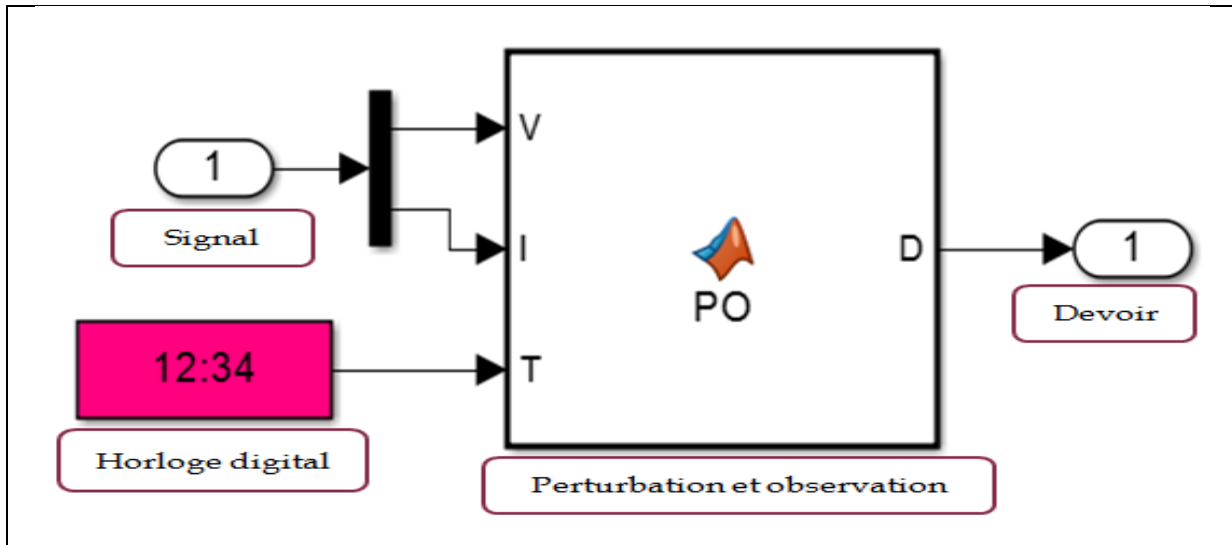 1
Signal
12:34
Horloge digital
V
I
T
PO
D
Perturbation et observation
1
Devoir